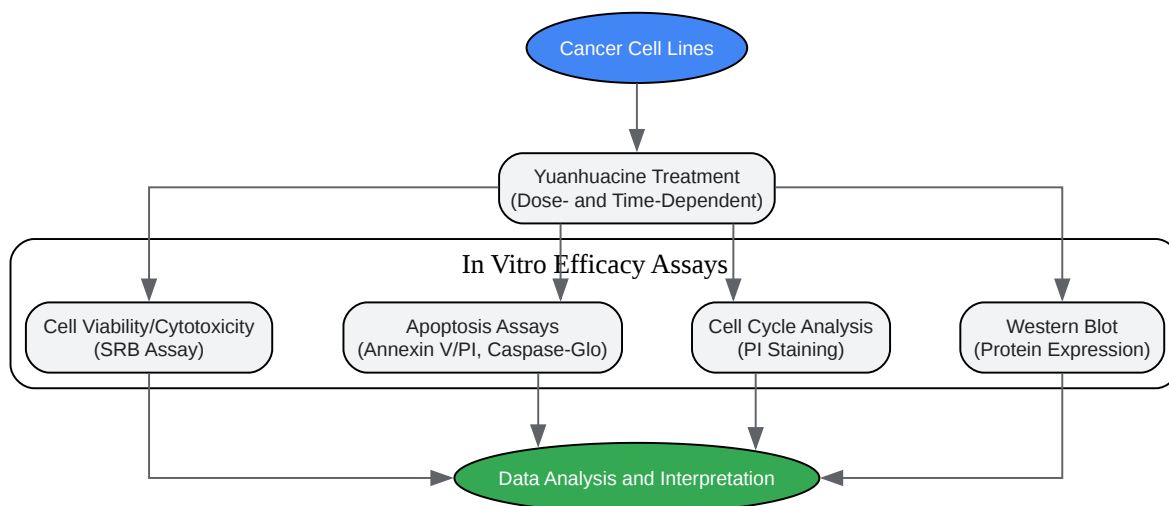 Cancer Cell Lines
Yuanhuacine Treatment
(Dose- and Time-Dependent)
In Vitro Efficacy Assays
Cell Viability/Cytotoxicity
(SRB Assay)
Apoptosis Assays
(Annexin V/PI, Caspase-Glo)
Cell Cycle Analysis
(PI Staining)
Western Blot
(Protein Expression)
Data Analysis and Interpretation